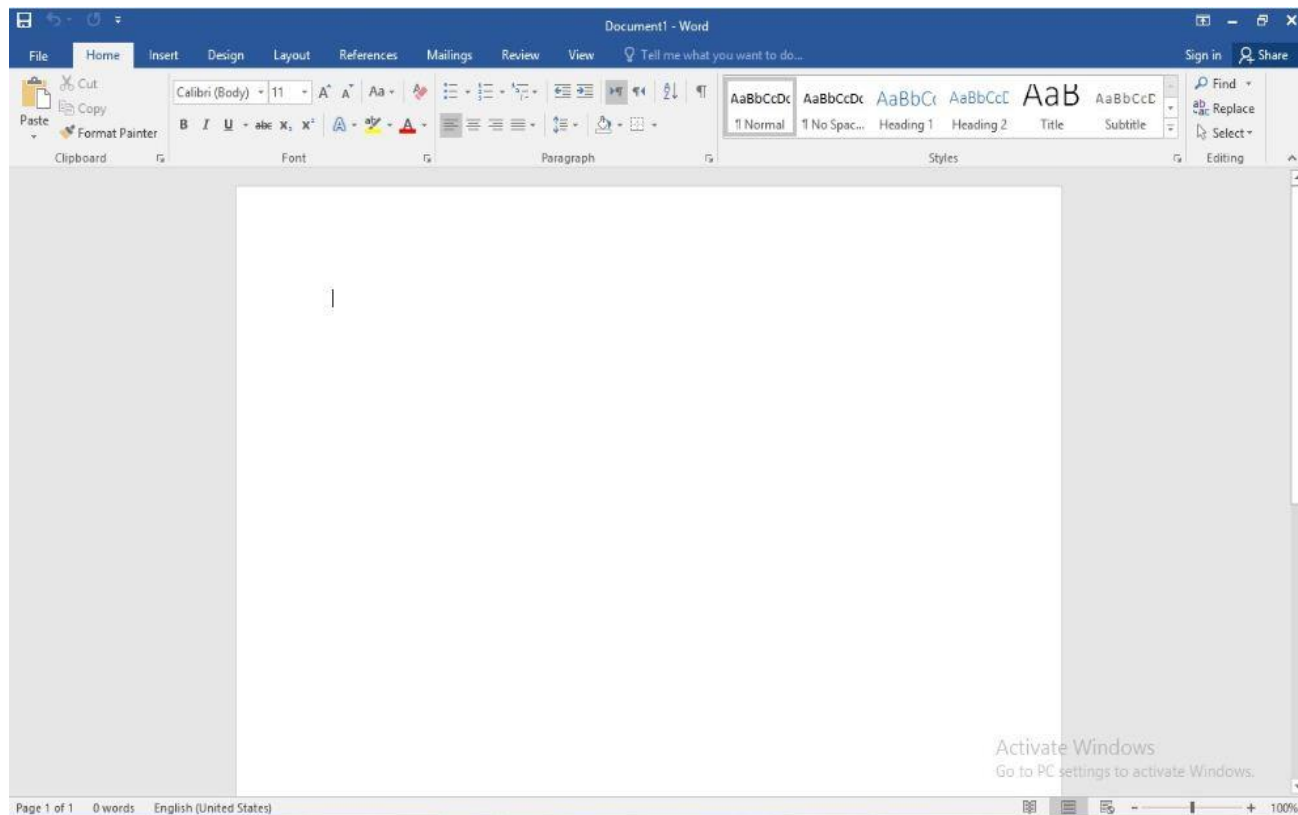 Document1 - Word
File Home Insert Design Layout References Mailings Review View Tell me what you want to do... Sign in Share
Paste
Cut
Copy
Format Painter
Clipboard
Calibri (Body) 11 A A Aa
B I U abc X₂ X² A aby A
Font
Paragraph
AaBbCcDc AaBbCcDc AaBbCc AaBbCcE AaB AaBbCcD
¶ Normal ¶ No Spac... Heading 1 Heading 2 Title Subtitle
Styles
Find
Replace
Select
Editing
Activate Windows
Go to PC settings to activate Windows.
Page 1 of 1 0 words English (United States) 100%